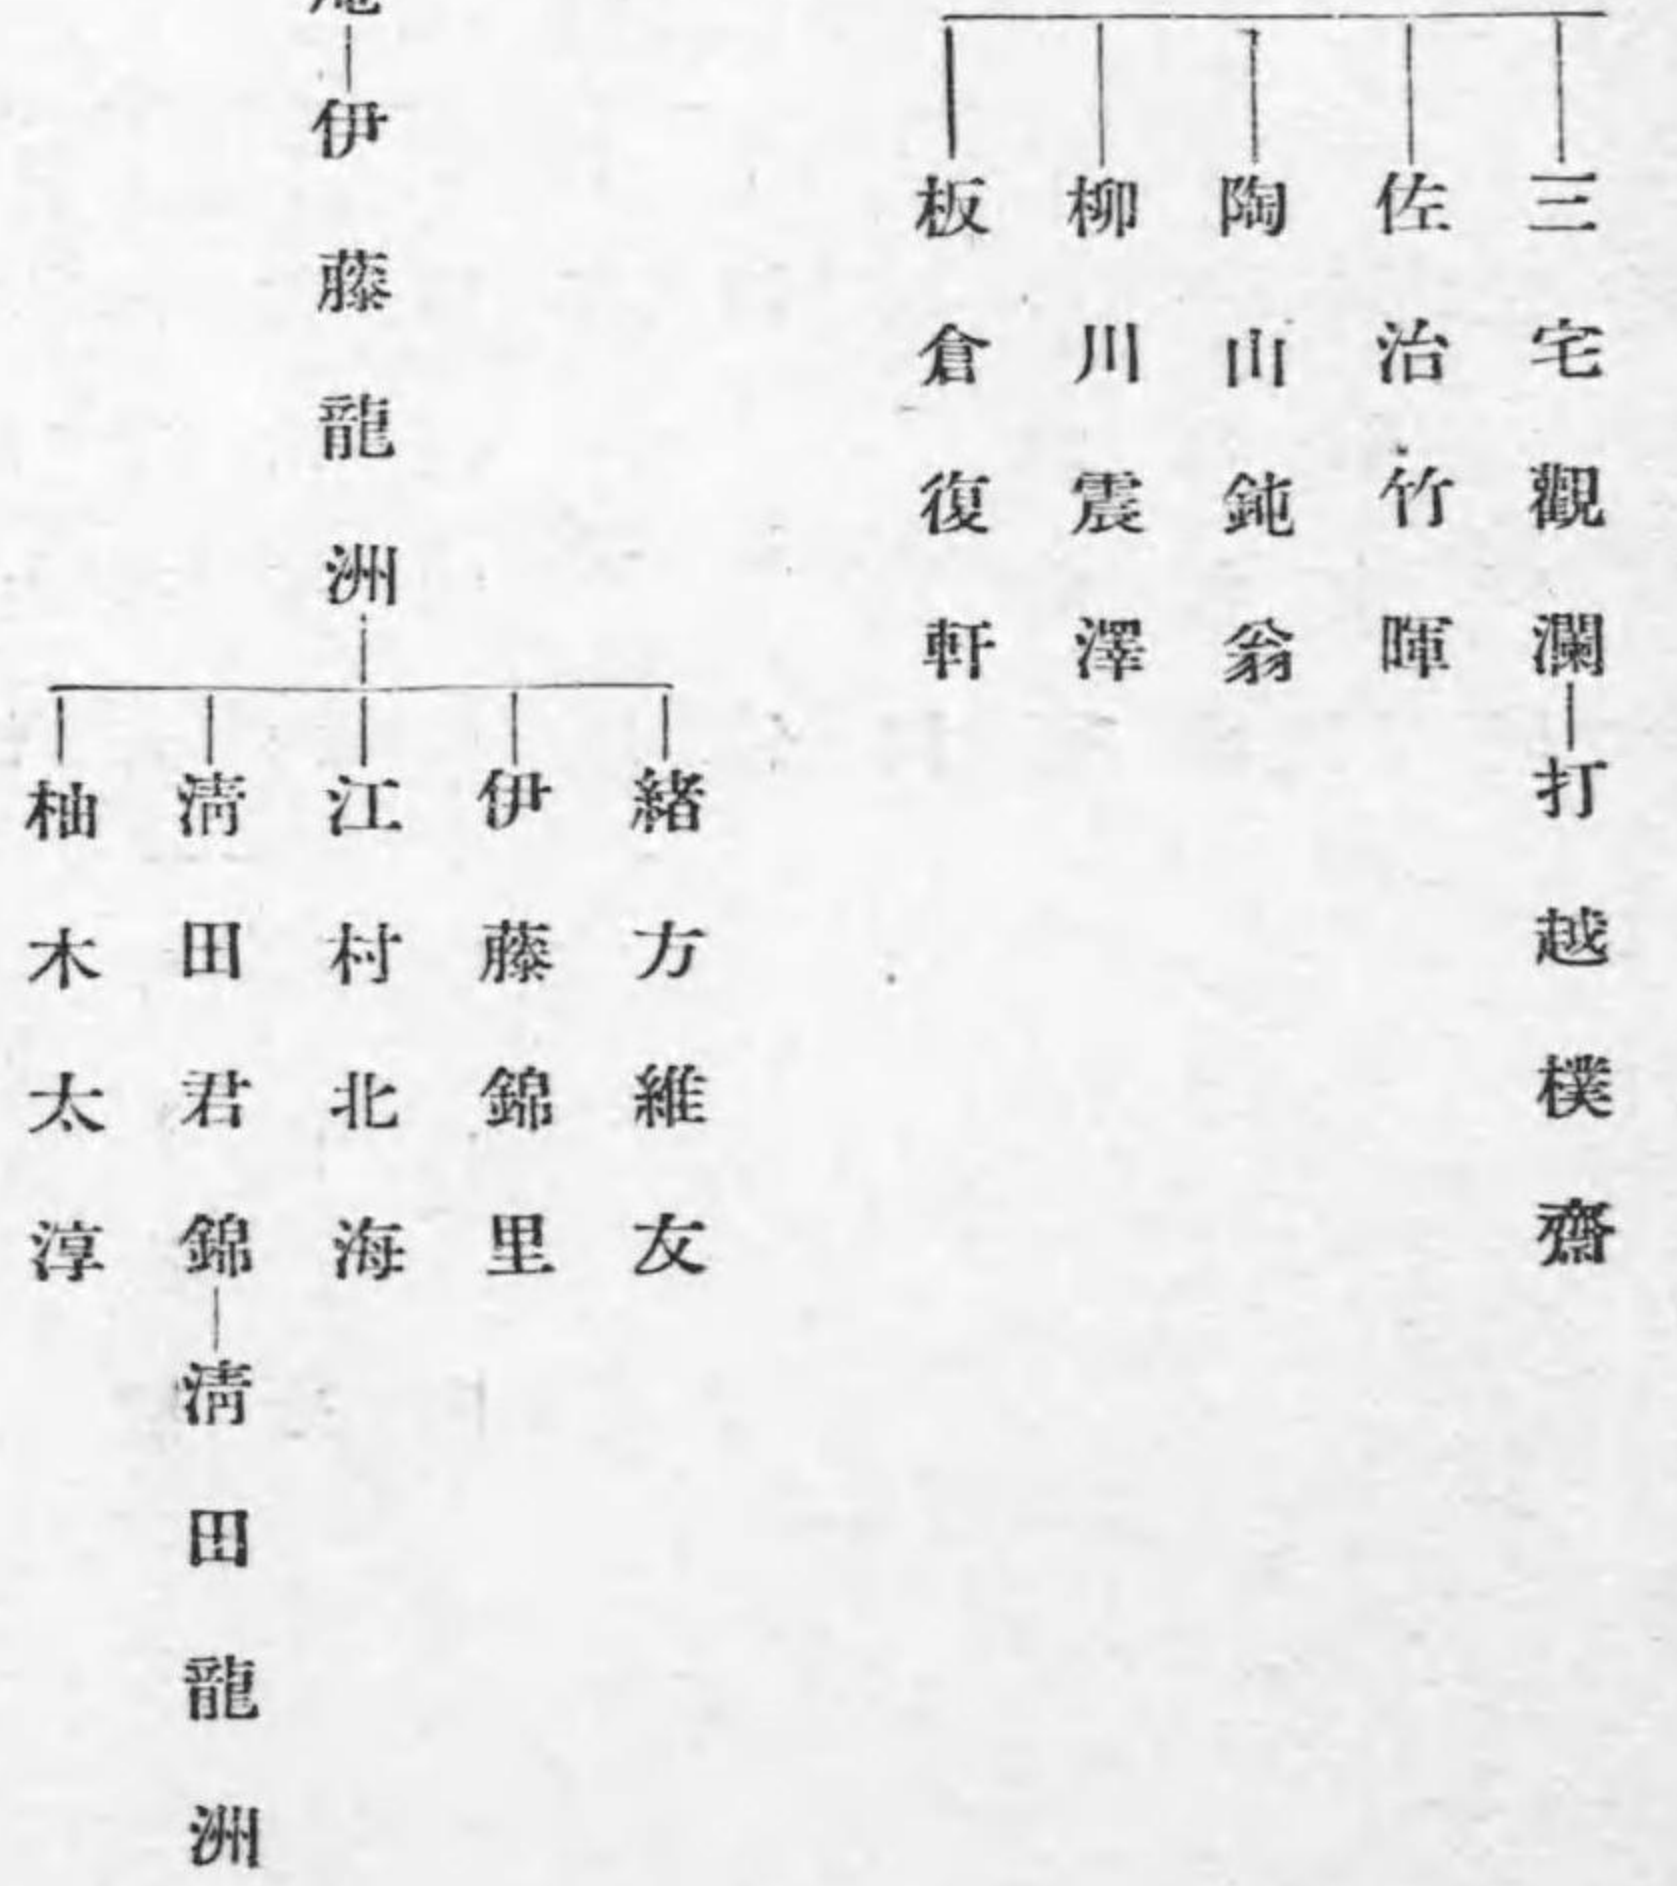 三宅觀瀾
打越樸齋
佐治竹暉
陶山鈍翁
柳川震澤
板倉復軒
伊藤龍洲
緒方維友
伊藤錦里
江村北海
淸田君錦
淸田龍洲
柚木太淳